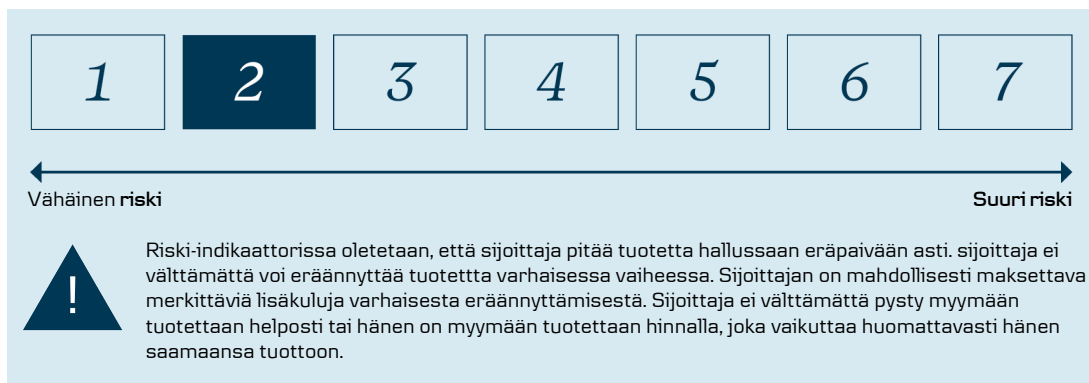 1 2 3 4 5 6 7
Vähäinen riski Suuri riski
Riski-indikaattorissa oletetaan, että sijoittaja pitää tuotetta hallussaan eräpaivään asti. sijoittaja ei
välttämättä voi eräännyttää tuotettta varhaisessa vaiheessa. Sijoittajan on mahdollisesti maksettava
merkittäviä lisäkuluja varhaisesta eräännyttämisestä. Sijoittaja ei välttämättä pysty myymään
tuotettaan helposti tai hänen on myymään tuotettaan hinnalla, joka vaikuttaa huomattavasti hänen
saamaansa tuottoon.
!